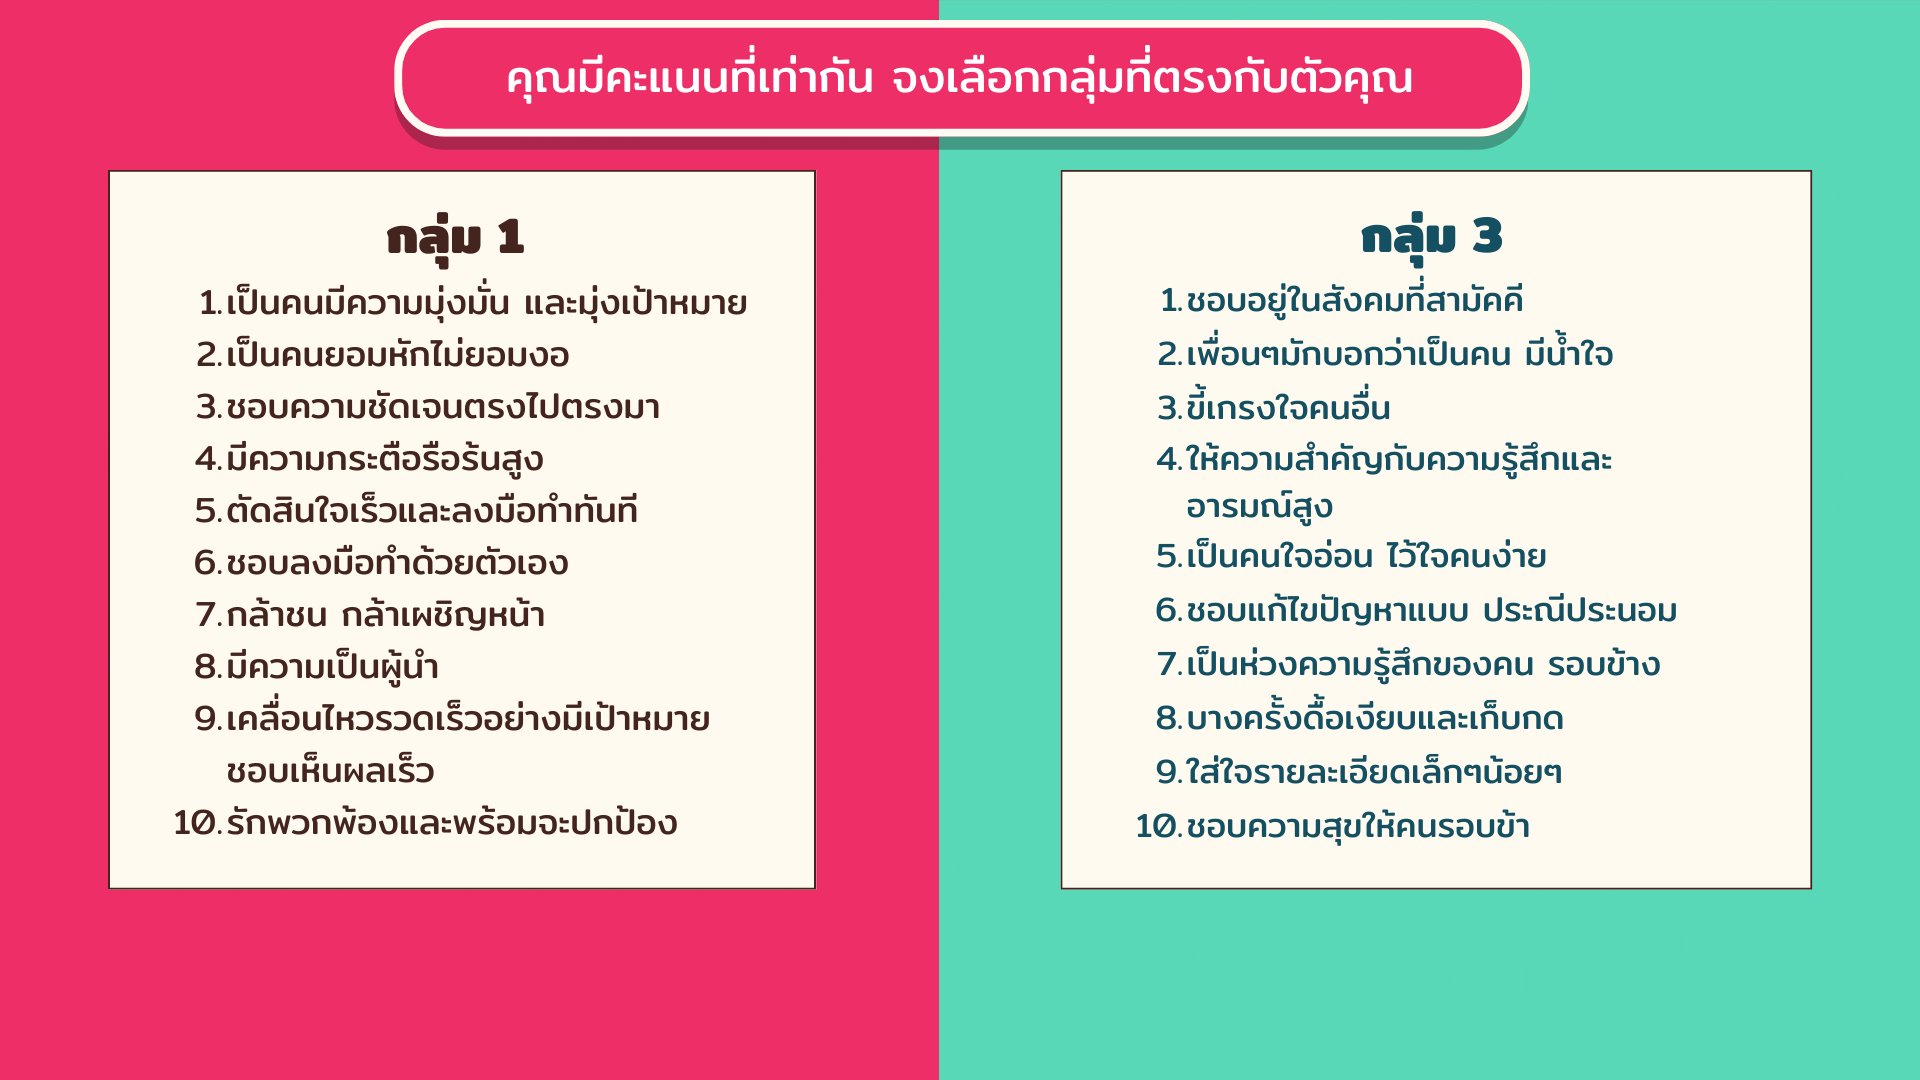 คุณมีคะแนนที่เท่ากัน จงเลือกกลุ่มที่ตรงกับตัวคุณ
กลุ่ม 1
1. เป็นคนมีความมุ่งมั่น และมุ่งเป้าหมาย
2. เป็นคนยอมหักไม่ยอมงอ
3. ชอบความชัดเจนตรงไปตรงมา
4. มีความกระตือรือร้นสูง
5. ตัดสินใจเร็วและลงมือทำทันที
6. ชอบลงมือทำด้วยตัวเอง
7. กล้าชน กล้าเผชิญหน้า
8. มีความเป็นผู้นำ
9. เคลื่อนไหวรวดเร็วอย่างมีเป้าหมาย
ชอบเห็นผลเร็ว
10. รักพวกพ้องและพร้อมจะปกป้อง
กลุ่ม 3
1. ชอบอยู่ในสังคมที่สามัคคี
2. เพื่อนๆมักบอกว่าเป็นคน มีน้ำใจ
3. ขี้เกรงใจคนอื่น
4. ให้ความสำคัญกับความรู้สึกและ
อารมณ์สูง
5. เป็นคนใจอ่อน ไว้ใจคนง่าย
6. ชอบแก้ไขปัญหาแบบ ประณีประนอม
7. เป็นห่วงความรู้สึกของคน รอบข้าง
8. บางครั้งดื้อเงียบและเก็บกด
9. ใส่ใจรายละเอียดเล็กๆน้อยๆ
10. ชอบความสุขให้คนรอบข้า